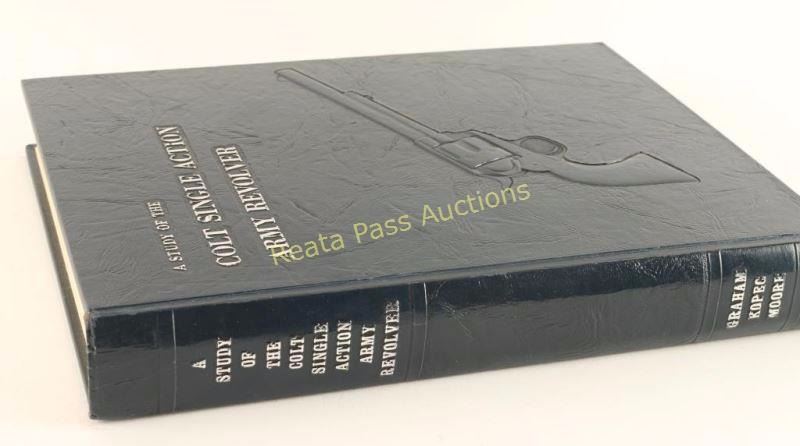 A STUDY OF THE
COLT SINGLE ACTION
ARMY REVOLVER
Reata Pass Auctions
A
STUDY
OF
THE
COLT
SINGLE
ACTION
ARMY
REVOLVER
GRAHAM
KOPEC
MOORE